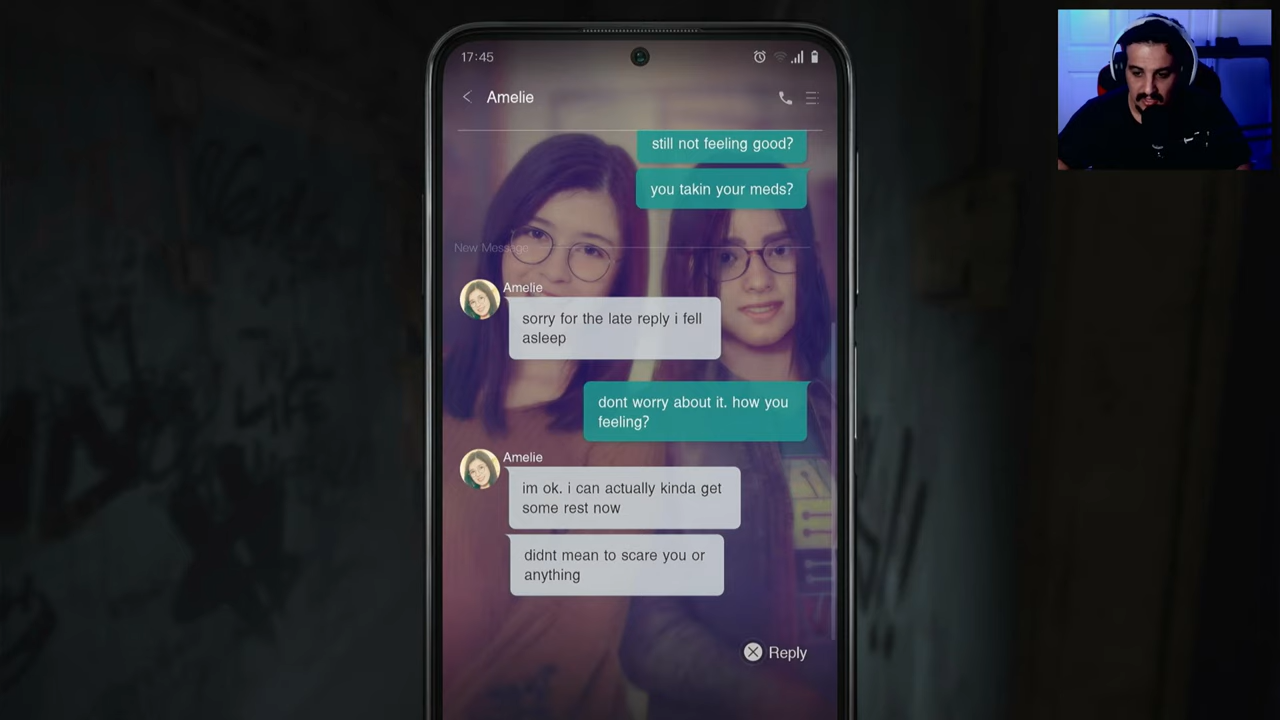 17:45
Amelie
still not feeling good?
you takin your meds?
New Message
Amelie
sorry for the late reply i fell
asleep
dont worry about it. how you
feeling?
Amelie
im ok. i can actually kinda get
some rest now
didnt mean to scare you or
anything
Reply